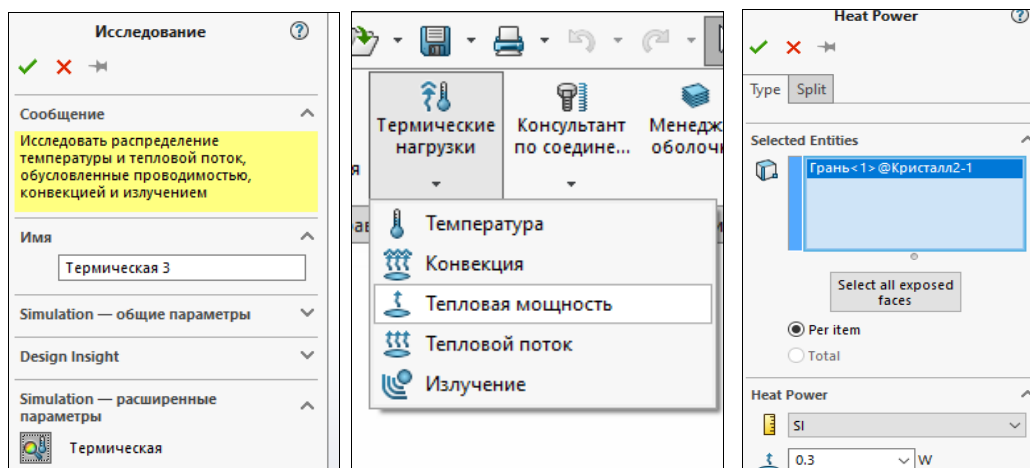 Исследование
Сообщение
Исследовать распределение
температуры и тепловой поток,
обусловленные проводимостью,
конвекцией и излучением
Имя
Термическая 3
Simulation — общие параметры
Design Insight
Simulation — расширенные
параметры
Термическая
Термические
нагрузки
Консультант
по соедине...
Менедж
оболоч
Температура
Конвекция
Тепловая мощность
Тепловой поток
Излучение
Heat Power
Type
Split
Selected Entities
Грань<1>@Кристалл2-1
Select all exposed
faces
Per item
Total
Heat Power
SI
0.3
W